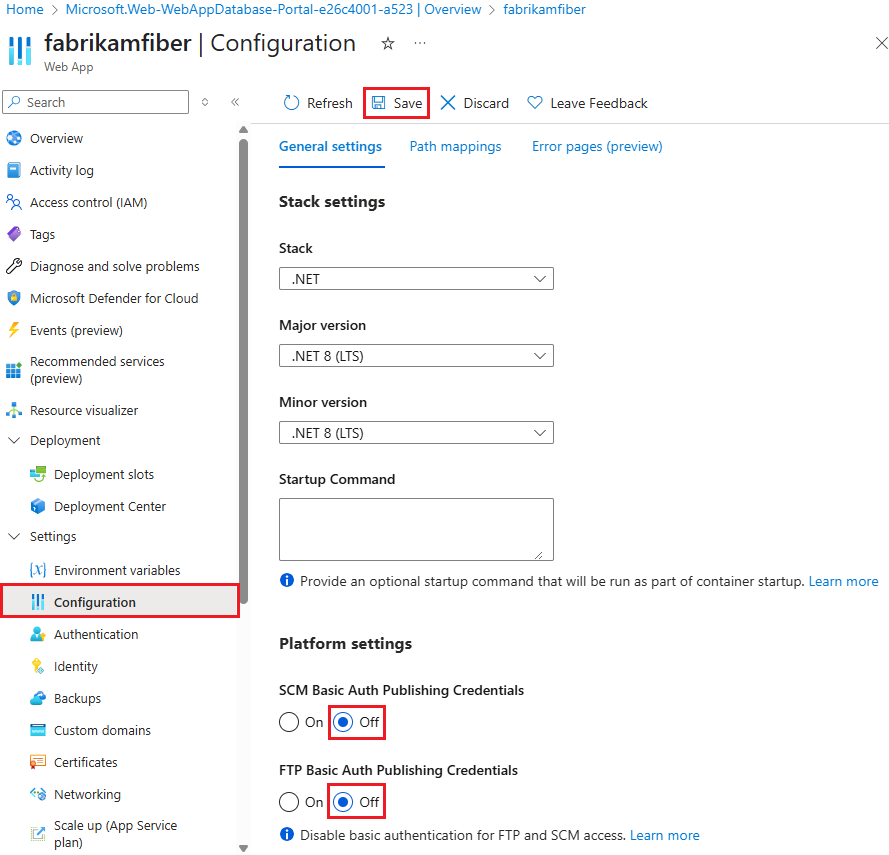 Home > Microsoft.Web-WebAppDatabase-Portal-e26c4001-a523 | Overview > fabrikamfiber
fabrikamfiber | Configuration
Web App
Search
Overview
Activity log
Access control (IAM)
Tags
Diagnose and solve problems
Microsoft Defender for Cloud
Events (preview)
Recommended services
(preview)
Resource visualizer
Deployment
Deployment slots
Deployment Center
Settings
Environment variables
Configuration
Authentication
Identity
Backups
Custom domains
Certificates
Networking
Scale up (App Service
plan)
Refresh Save Discard Leave Feedback
General settings Path mappings Error pages (preview)
Stack settings
Stack
.NET
Major version
.NET 8 (LTS)
Minor version
.NET 8 (LTS)
Startup Command
Provide an optional startup command that will be run as part of container startup. Learn more
Platform settings
SCM Basic Auth Publishing Credentials
On Off
FTP Basic Auth Publishing Credentials
On Off
Disable basic authentication for FTP and SCM access. Learn more